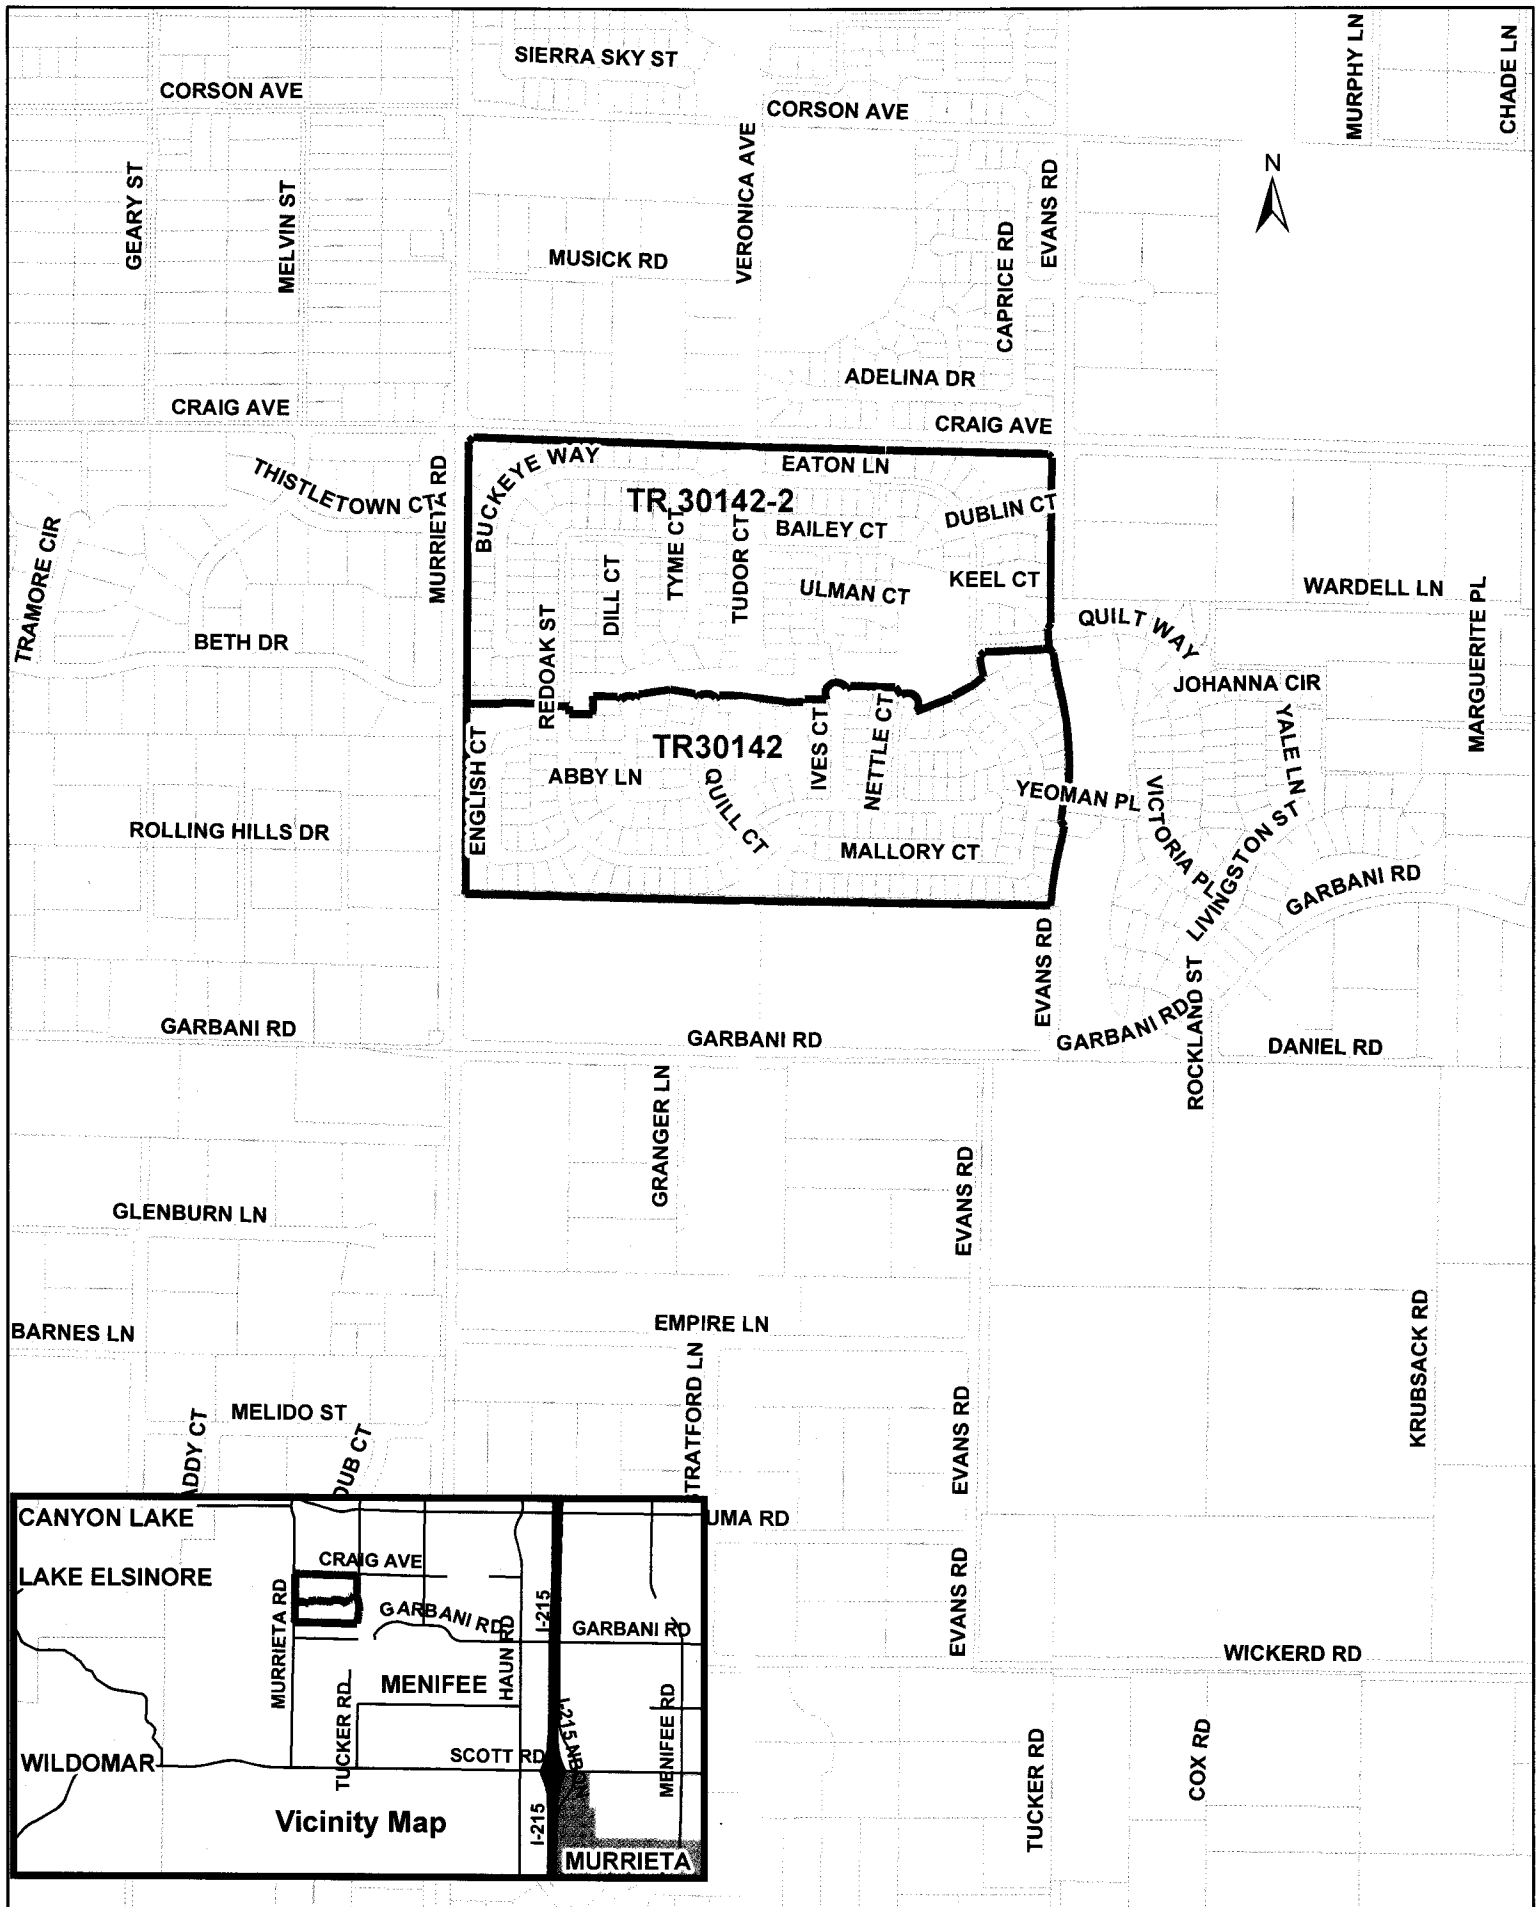 SIERRA SKY ST
MURPHY LN
CHADE LN
CORSON AVE
CORSON AVE
GEARY ST
MELVIN ST
VERONICA AVE
EVANS RD
N
MUSICK RD
CAPRICE RD
ADELINA DR
CRAIG AVE
CRAIG AVE
THISTLETOWN CT
MURRIETA RD
BUCKEYE WAY
EATON LN
TR 30142-2
DUBLIN CT
BAILEY CT
TRAMORE CIR
TYME CT
TUDOR CT
DILL CT
ULMAN CT
KEEL CT
WARDELL LN
MARGUERITE PL
QUILT WAY
BETH DR
REDOAK ST
JOHANNA CIR
YALE LN
TR30142
IVES CT
NETTLE CT
ENGLISH CT
ABBY LN
QUILL CT
YEOMAN PL
VICTORIA PL
LIVINGSTON ST
ROLLING HILLS DR
MALLORY CT
GARBANI RD
EVANS RD
ROCKLAND ST
GARBANI RD
GARBANI RD
GARBANI RD
DANIEL RD
GRANGER LN
EVANS RD
GLENBURN LN
BARNES LN
EMPIRE LN
KRUBSACK RD
STRATFORD LN
MELIDO ST
ADDY CT
DUB CT
EVANS RD
UMA RD
EVANS RD
WICKERD RD
TUCKER RD
COX RD
CANYON LAKE
LAKE ELSINORE
CRAIG AVE
MURRIETA RD
GARBANI RD
HAUN RD
I-215
GARBANI RD
MENIFEE
TUCKER RD
MENIFEE RD
SCOTT RD
WILDOMAR
Vicinity Map
I-215
MURRIETA